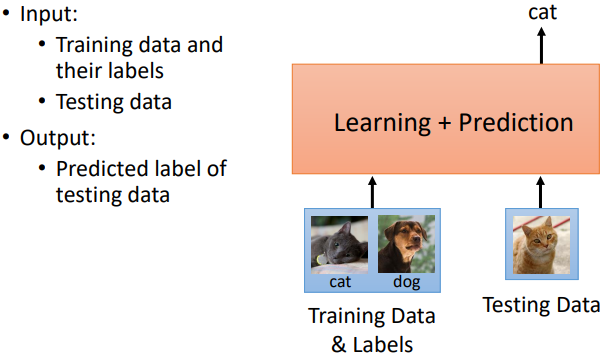 • Input:
• Training data and
their labels
• Testing data
• Output:
• Predicted label of
testing data
cat
Learning + Prediction
cat
dog
Training Data
& Labels
Testing Data